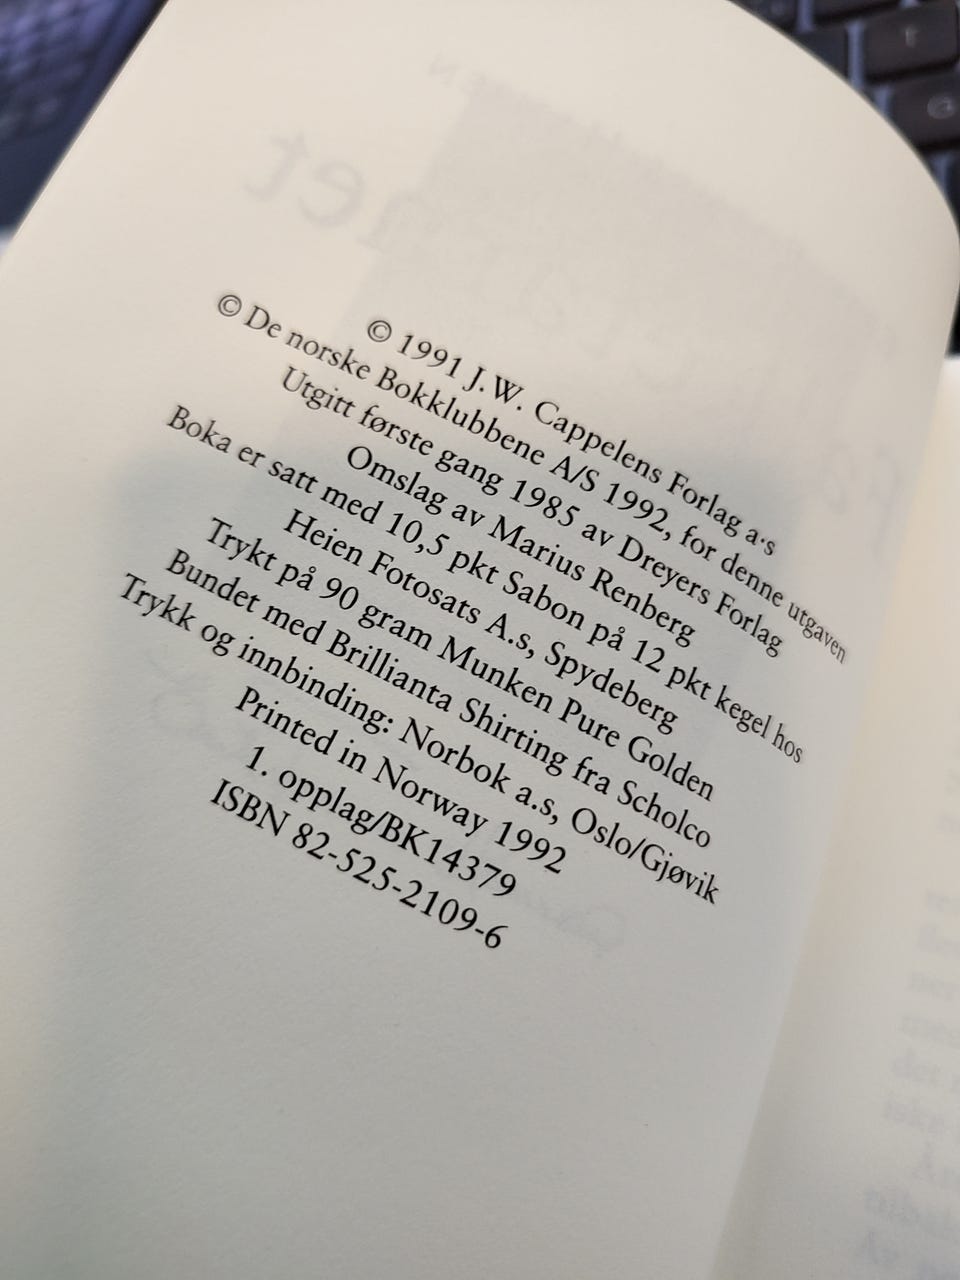 © 1991 J. W. Cappelens Forlag a·s
© De norske Bokklubbene A/S 1992, for denne utgaven
Utgitt første gang 1985 av Dreyers Forlag
Omslag av Marius Renberg
Boka er satt med 10,5 pkt Sabon på 12 pkt kegel hos
Heien Fotosats A.s, Spydeberg
Trykt på 90 gram Munken Pure Golden
Bundet med Brillianta Shirting fra Scholco
Trykk og innbinding: Norbok a.s, Oslo/Gjøvik
Printed in Norway 1992
1. opplag/BK14379
ISBN 82-525-2109-6